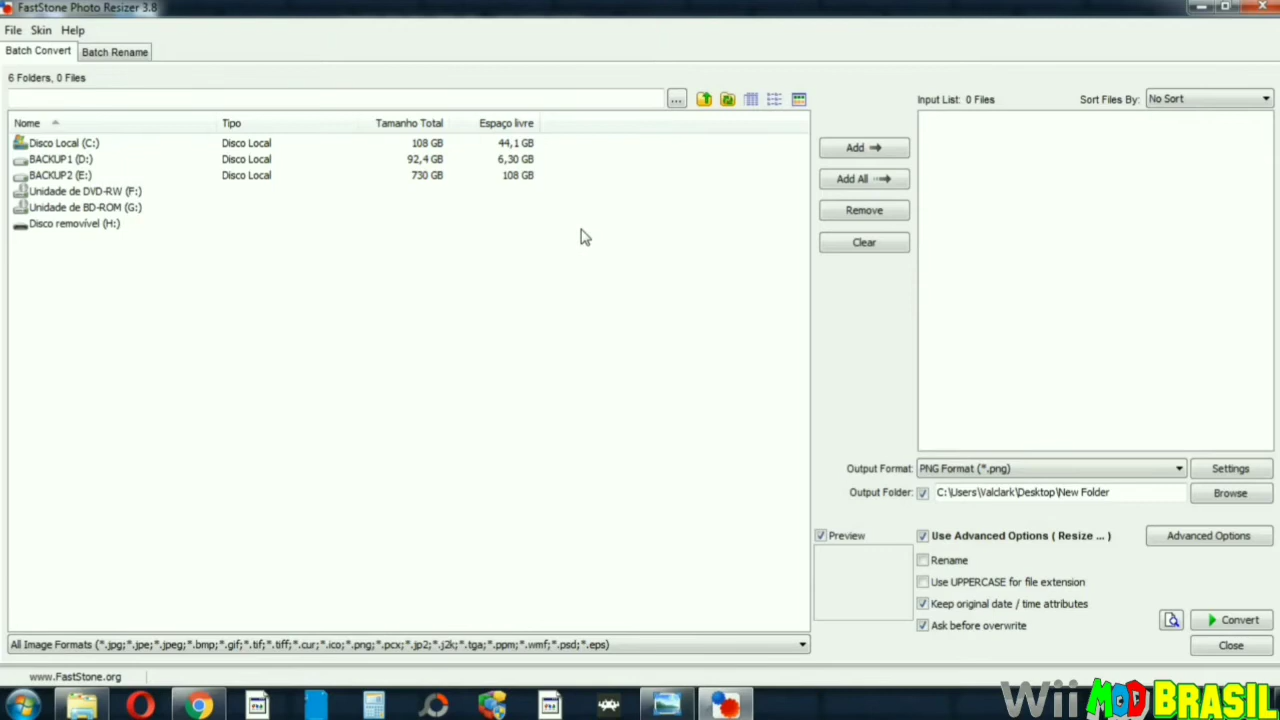 FastStone Photo Resizer 3.8
File Skin Help
Batch Convert Batch Rename
6 Folders, 0 Files
...
Input List: 0 Files Sort Files By: No Sort
Nome Tipo Tamanho Total Espaço livre
Disco Local (C:) Disco Local 108 GB 44,1 GB
BACKUP1 (D:) Disco Local 92,4 GB 6,30 GB
BACKUP2 (E:) Disco Local 730 GB 108 GB
Unidade de DVD-RW (F:)
Unidade de BD-ROM (G:)
Disco removível (H:)
Add
Add All
Remove
Clear
Output Format: PNG Format (*.png) Settings
Output Folder: C:\Users\Valclark\Desktop\New Folder Browse
Preview
Use Advanced Options ( Resize ... ) Advanced Options
Rename
Use UPPERCASE for file extension
Keep original date / time attributes
Ask before overwrite
Convert
Close
All Image Formats (*.jpg;*.jpe;*.jpeg;*.bmp;*.gif;*.tif;*.tiff;*.cur;*.ico;*.png;*.pcx;*.jp2;*.j2k;*.tga;*.ppm;*.wmf;*.psd;*.eps)
www.FastStone.org
Wii MOD BRASIL